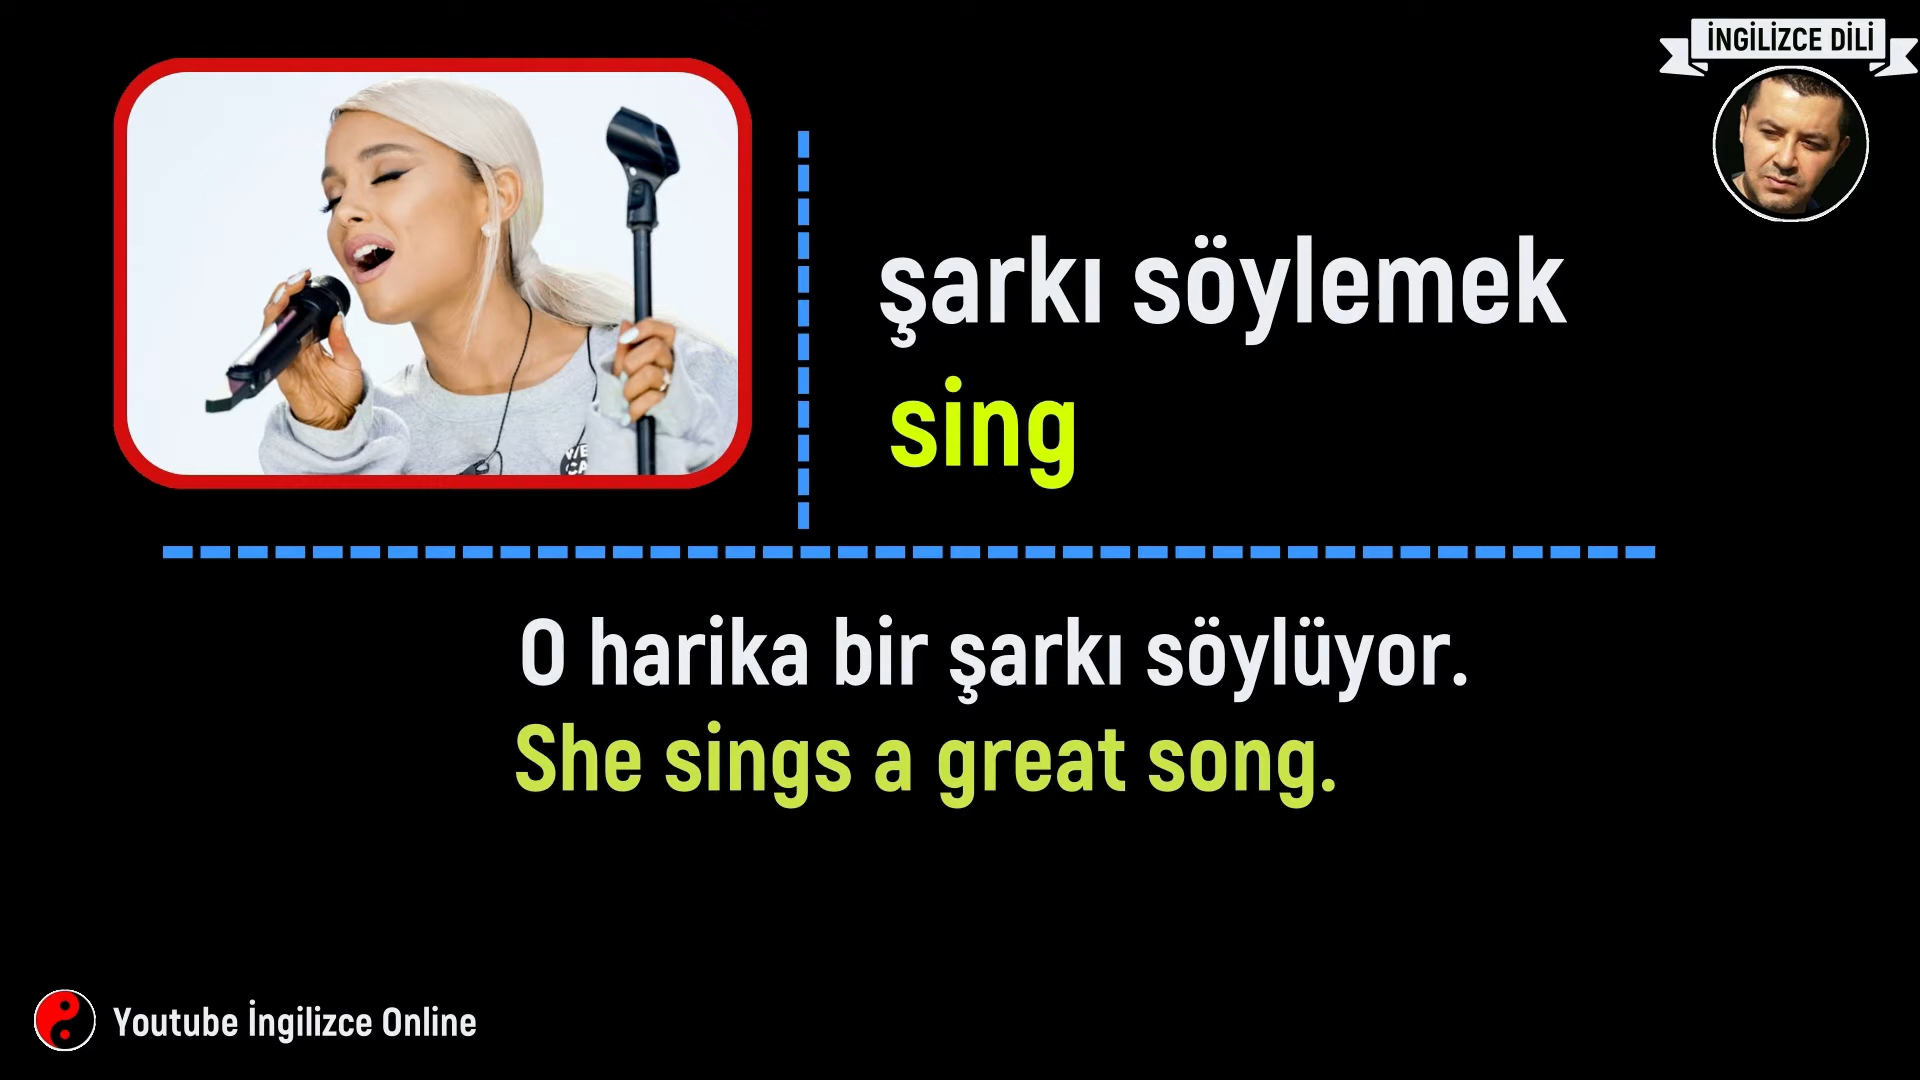 İNGİLİZCE DİLİ
şarkı söylemek
sing
O harika bir şarkı söylüyor.
She sings a great song.
Youtube İngilizce Online